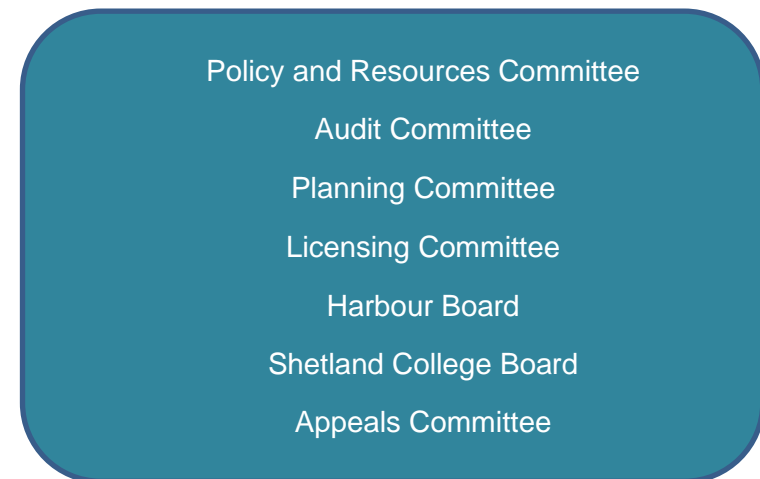 Policy and Resources Committee
Audit Committee
Planning Committee
Licensing Committee
Harbour Board
Shetland College Board
Appeals Committee